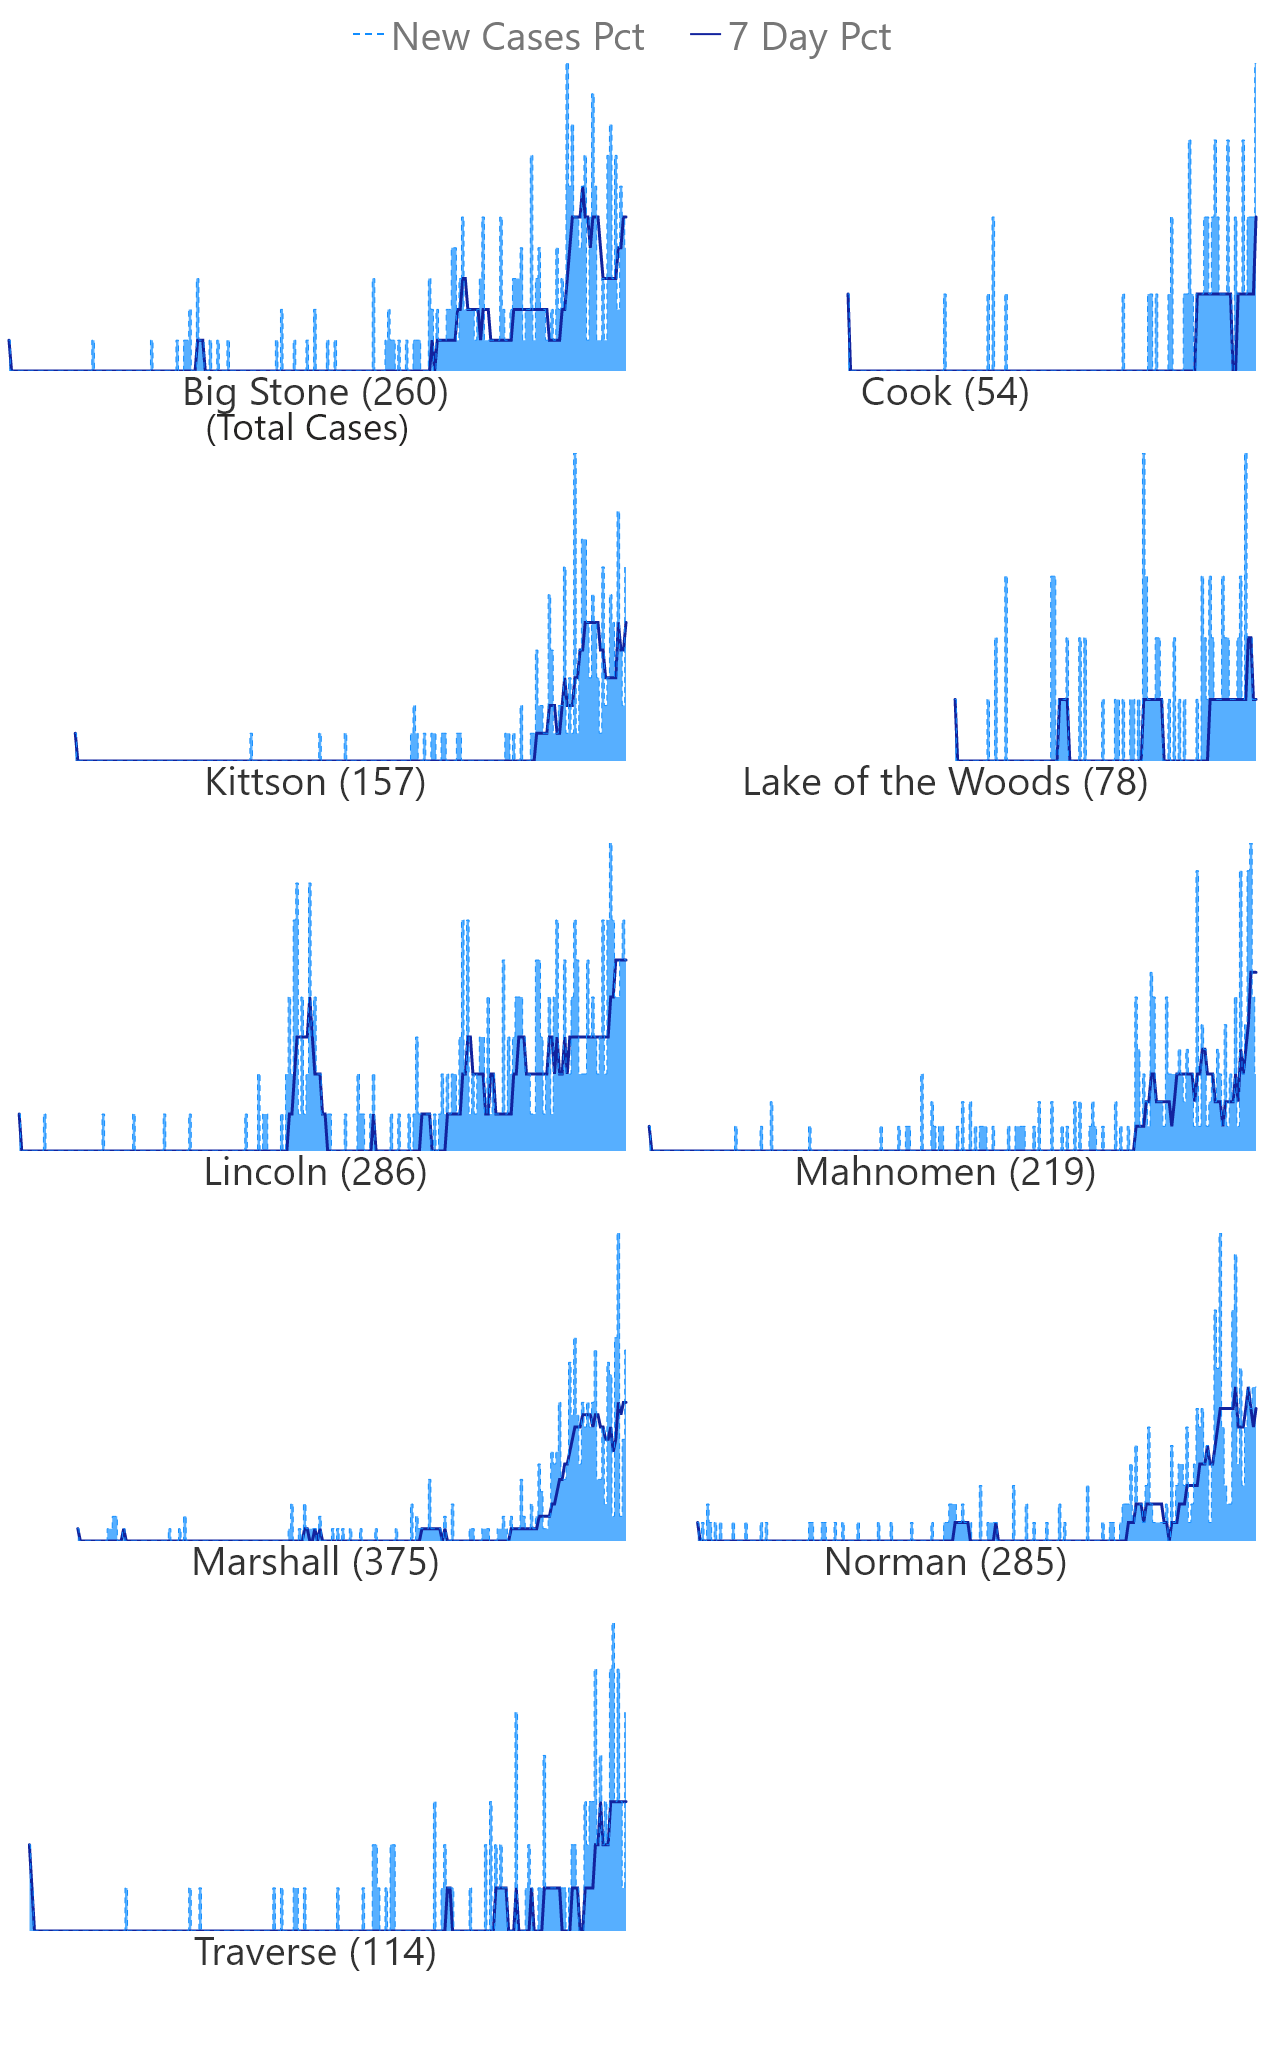 New Cases Pct 7 Day Pct
Big Stone (260) Cook (54)
(Total Cases)
Kittson (157) Lake of the Woods (78)
Lincoln (286) Mahnomen (219)
Marshall (375) Norman (285)
Traverse (114)